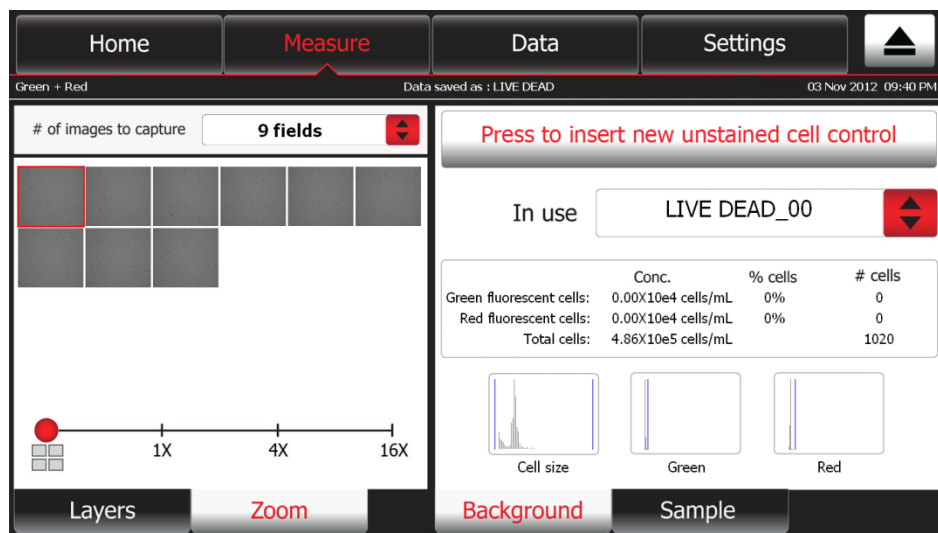 Home Measure Data Settings
Green + Red Data saved as : LIVE DEAD 03 Nov 2012 09:40 PM
# of images to capture 9 fields
1X 4X 16X
Layers Zoom
Press to insert new unstained cell control
In use LIVE DEAD_00
Conc. % cells # cells
Green fluorescent cells: 0.00X10e4 cells/mL 0% 0
Red fluorescent cells: 0.00X10e4 cells/mL 0% 0
Total cells: 4.86X10e5 cells/mL 1020
Cell size Green Red
Background Sample